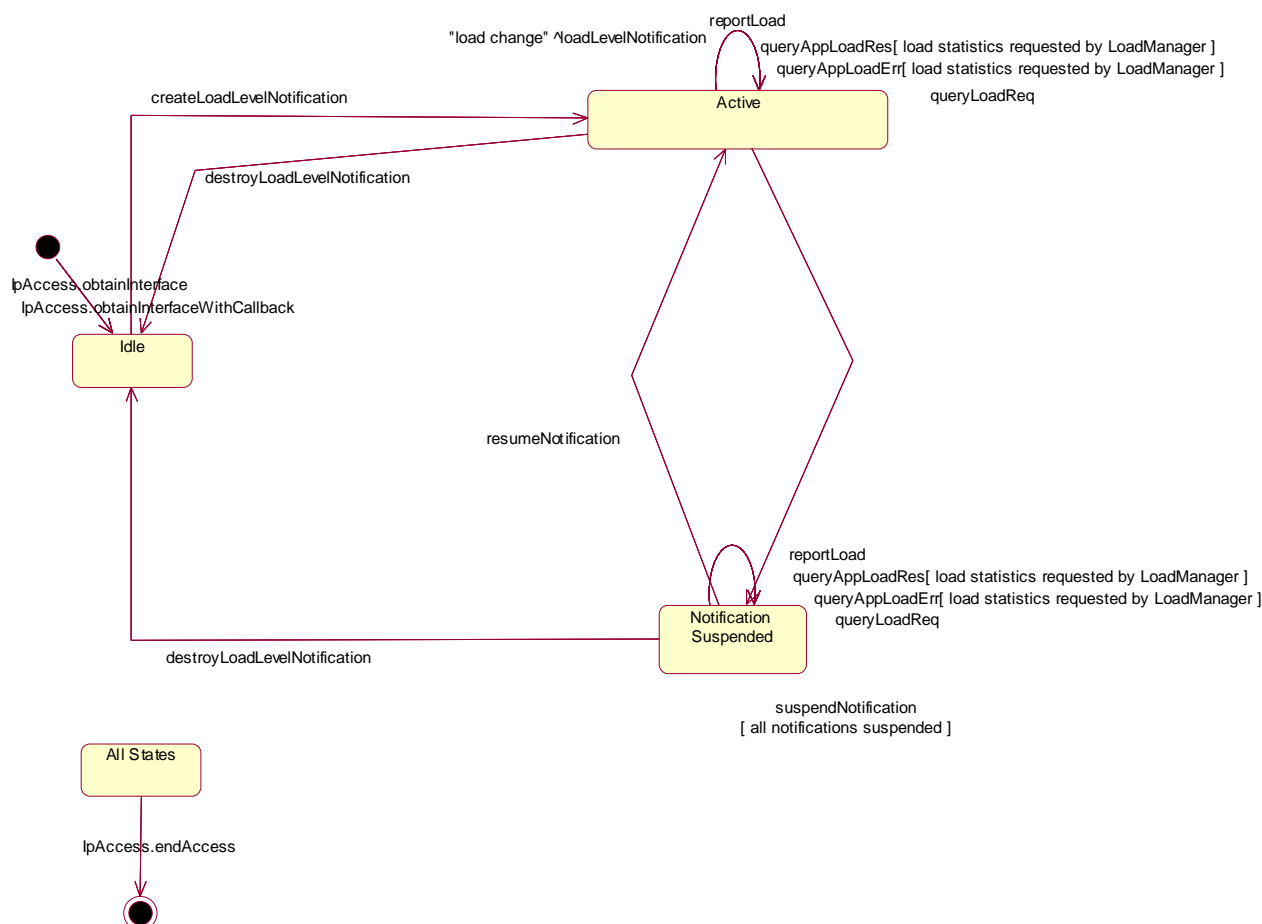 reportLoad
"load change" ^loadLevelNotification
queryAppLoadRes[ load statistics requested by LoadManager ]
queryAppLoadErr[ load statistics requested by LoadManager ]
queryLoadReq
createLoadLevelNotification
Active
destroyLoadLevelNotification
IpAccess.obtainInterface
IpAccess.obtainInterfaceWithCallback
Idle
resumeNotification
reportLoad
queryAppLoadRes[ load statistics requested by LoadManager ]
queryAppLoadErr[ load statistics requested by LoadManager ]
queryLoadReq
Notification
Suspended
destroyLoadLevelNotification
suspendNotification
[ all notifications suspended ]
All States
IpAccess.endAccess